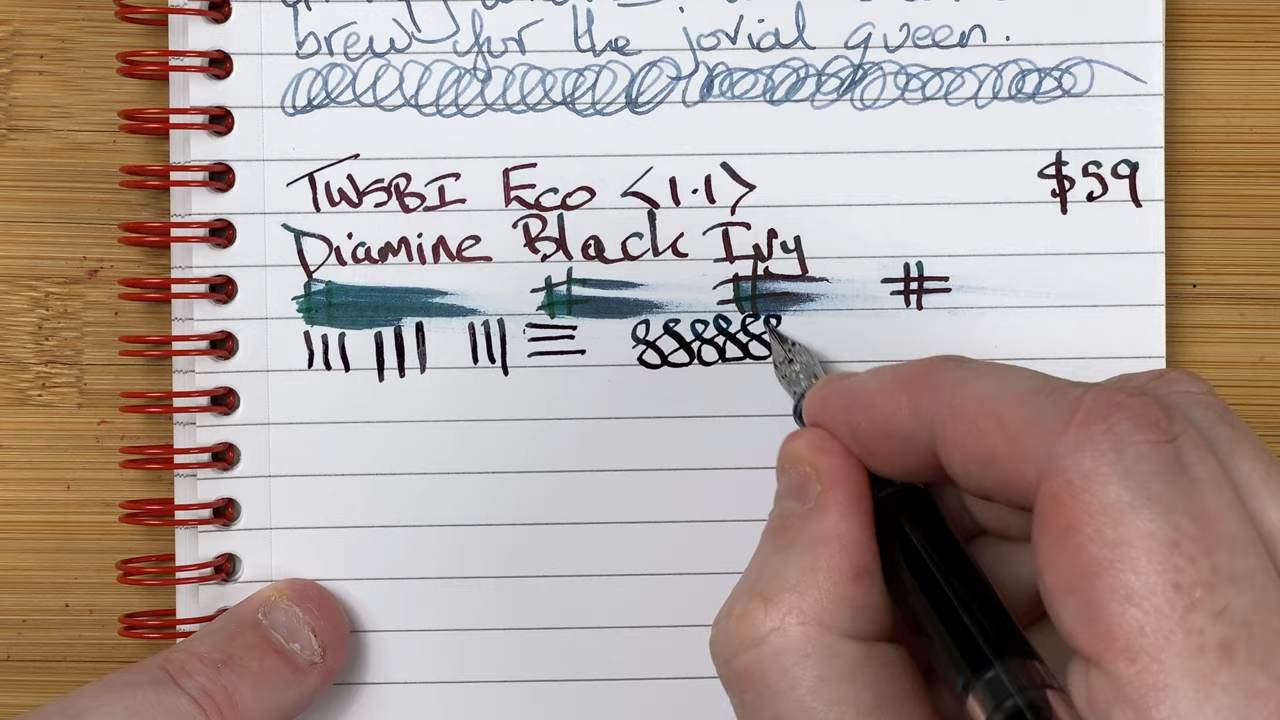 brew for the jovial queen.
TWSBI Eco <1.1> $59
Diamine Black Ivy
# # # #
888888